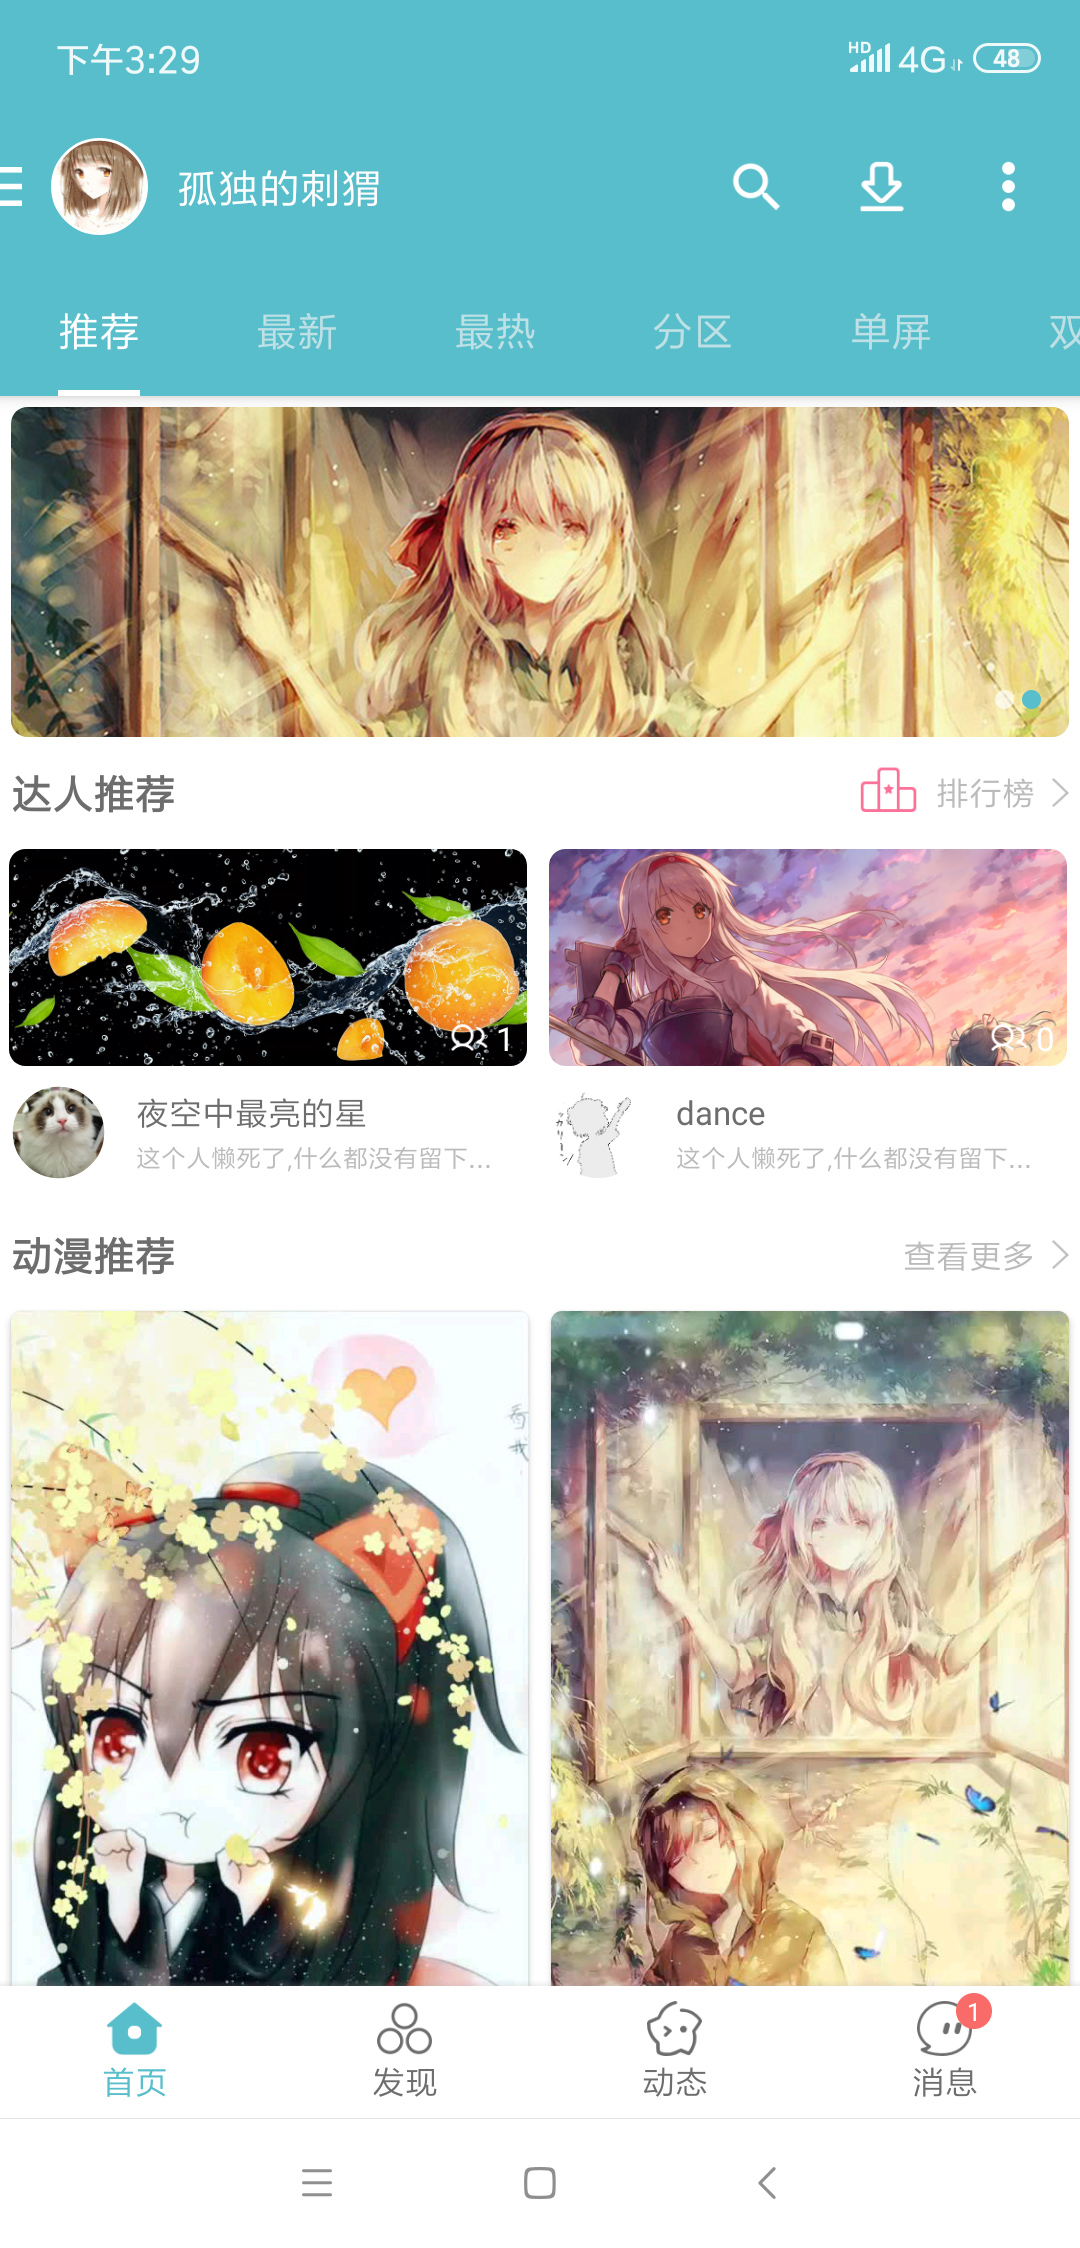 下午3:29
HD 4G 48
孤独的刺猬
推荐 最新 最热 分区 单屏 双
达人推荐 排行榜
1
0
夜空中最亮的星
这个人懒死了,什么都没有留下...
dance
这个人懒死了,什么都没有留下...
动漫推荐 查看更多
看
我
1
首页 发现 动态 消息